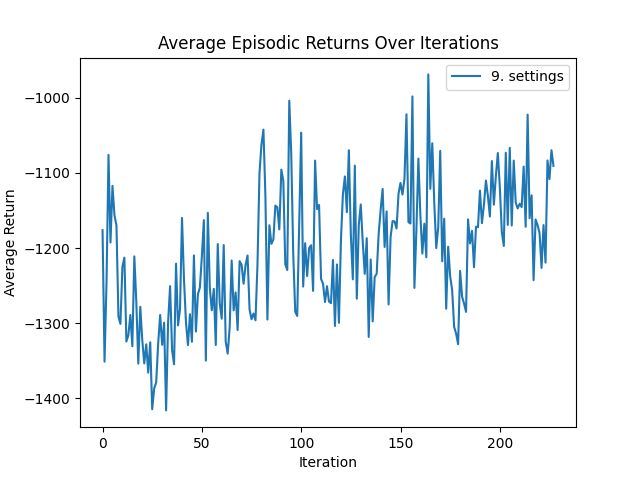 Average Episodic Returns Over Iterations
9. settings
−1000
−1100
−1200
−1300
−1400
Average Return
0 50 100 150 200
Iteration